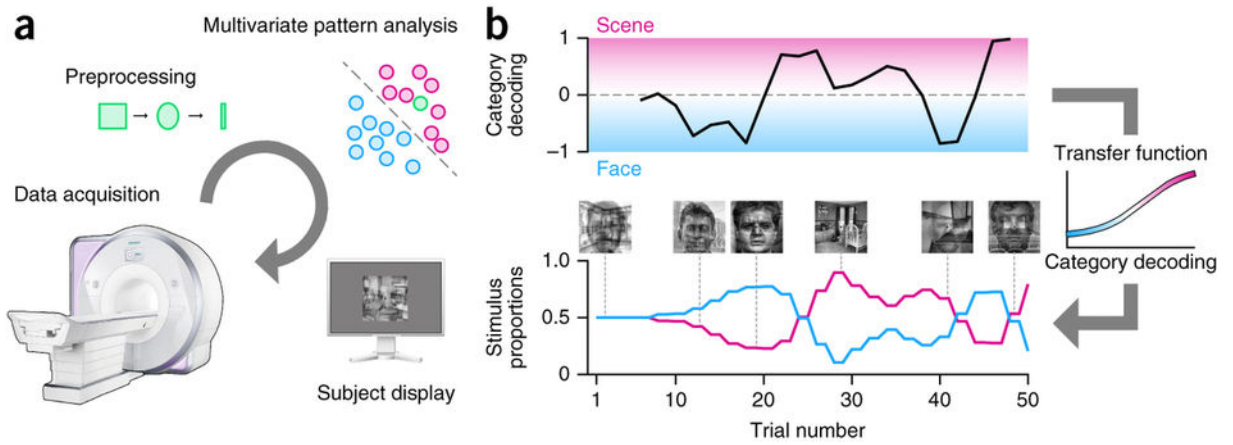 a
Multivariate pattern analysis
Preprocessing
Data acquisition
Subject display
b
Scene
Category
decoding
1
0
−1
Face
Transfer function
Category decoding
Stimulus
proportions
1.0
0.5
0
1 10 20 30 40 50
Trial number